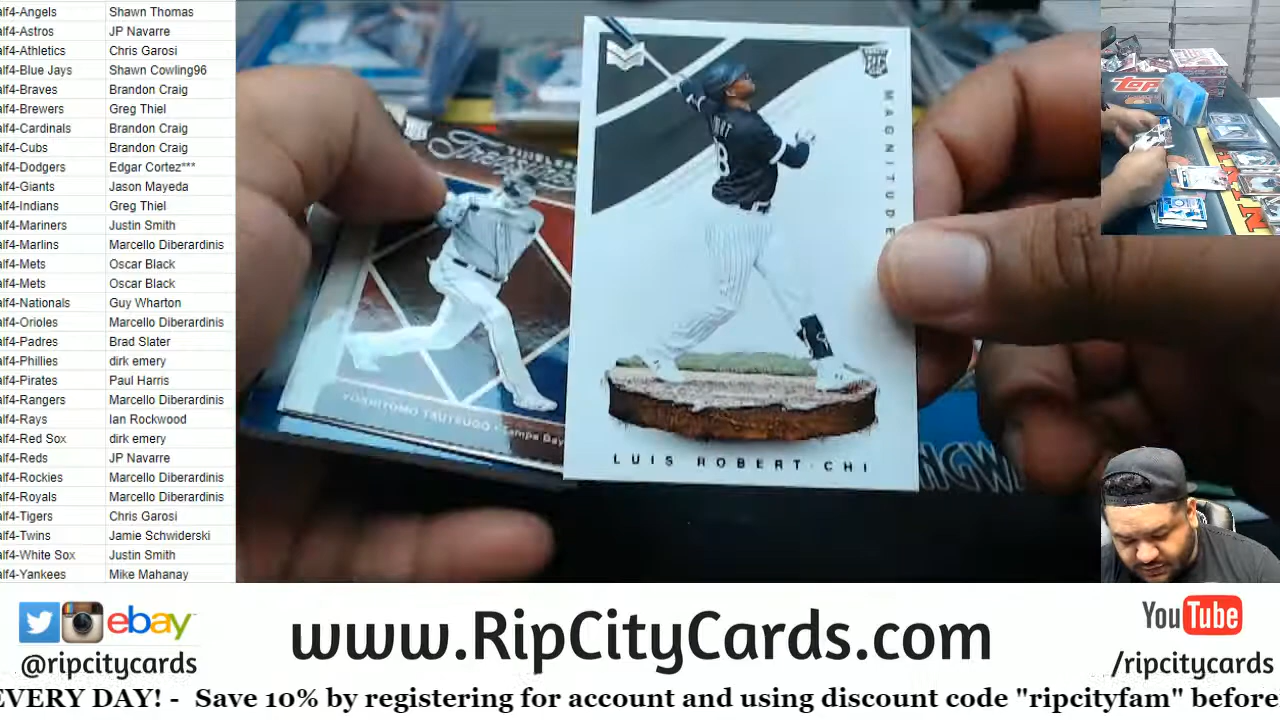 alf4-Angels Shawn Thomas
alf4-Astros JP Navarre
alf4-Athletics Chris Garosi
alf4-Blue Jays Shawn Cowling96
alf4-Braves Brandon Craig
alf4-Brewers Greg Thiel
alf4-Cardinals Brandon Craig
alf4-Cubs Brandon Craig
alf4-Dodgers Edgar Cortez***
alf4-Giants Jason Mayeda
alf4-Indians Greg Thiel
alf4-Mariners Justin Smith
alf4-Marlins Marcello Diberardinis
alf4-Mets Oscar Black
alf4-Mets Oscar Black
alf4-Nationals Guy Wharton
alf4-Orioles Marcello Diberardinis
alf4-Padres Brad Slater
alf4-Phillies dirk emery
alf4-Pirates Paul Harris
alf4-Rangers Marcello Diberardinis
alf4-Rays Ian Rockwood
alf4-Red Sox dirk emery
alf4-Reds JP Navarre
alf4-Rockies Marcello Diberardinis
alf4-Royals Marcello Diberardinis
alf4-Tigers Chris Garosi
alf4-Twins Jamie Schwiderski
alf4-White Sox Justin Smith
alf4-Yankees Mike Mahanay
TIMELESS
YOSHITOMO TSUTSUGO • Tampa Bay
MAGNITUDE
LUIS ROBERT · CHI
Topps
ebay
@ripcitycards
www.RipCityCards.com
YouTube
/ripcitycards
EVERY DAY! - Save 10% by registering for account and using discount code "ripcityfam" before